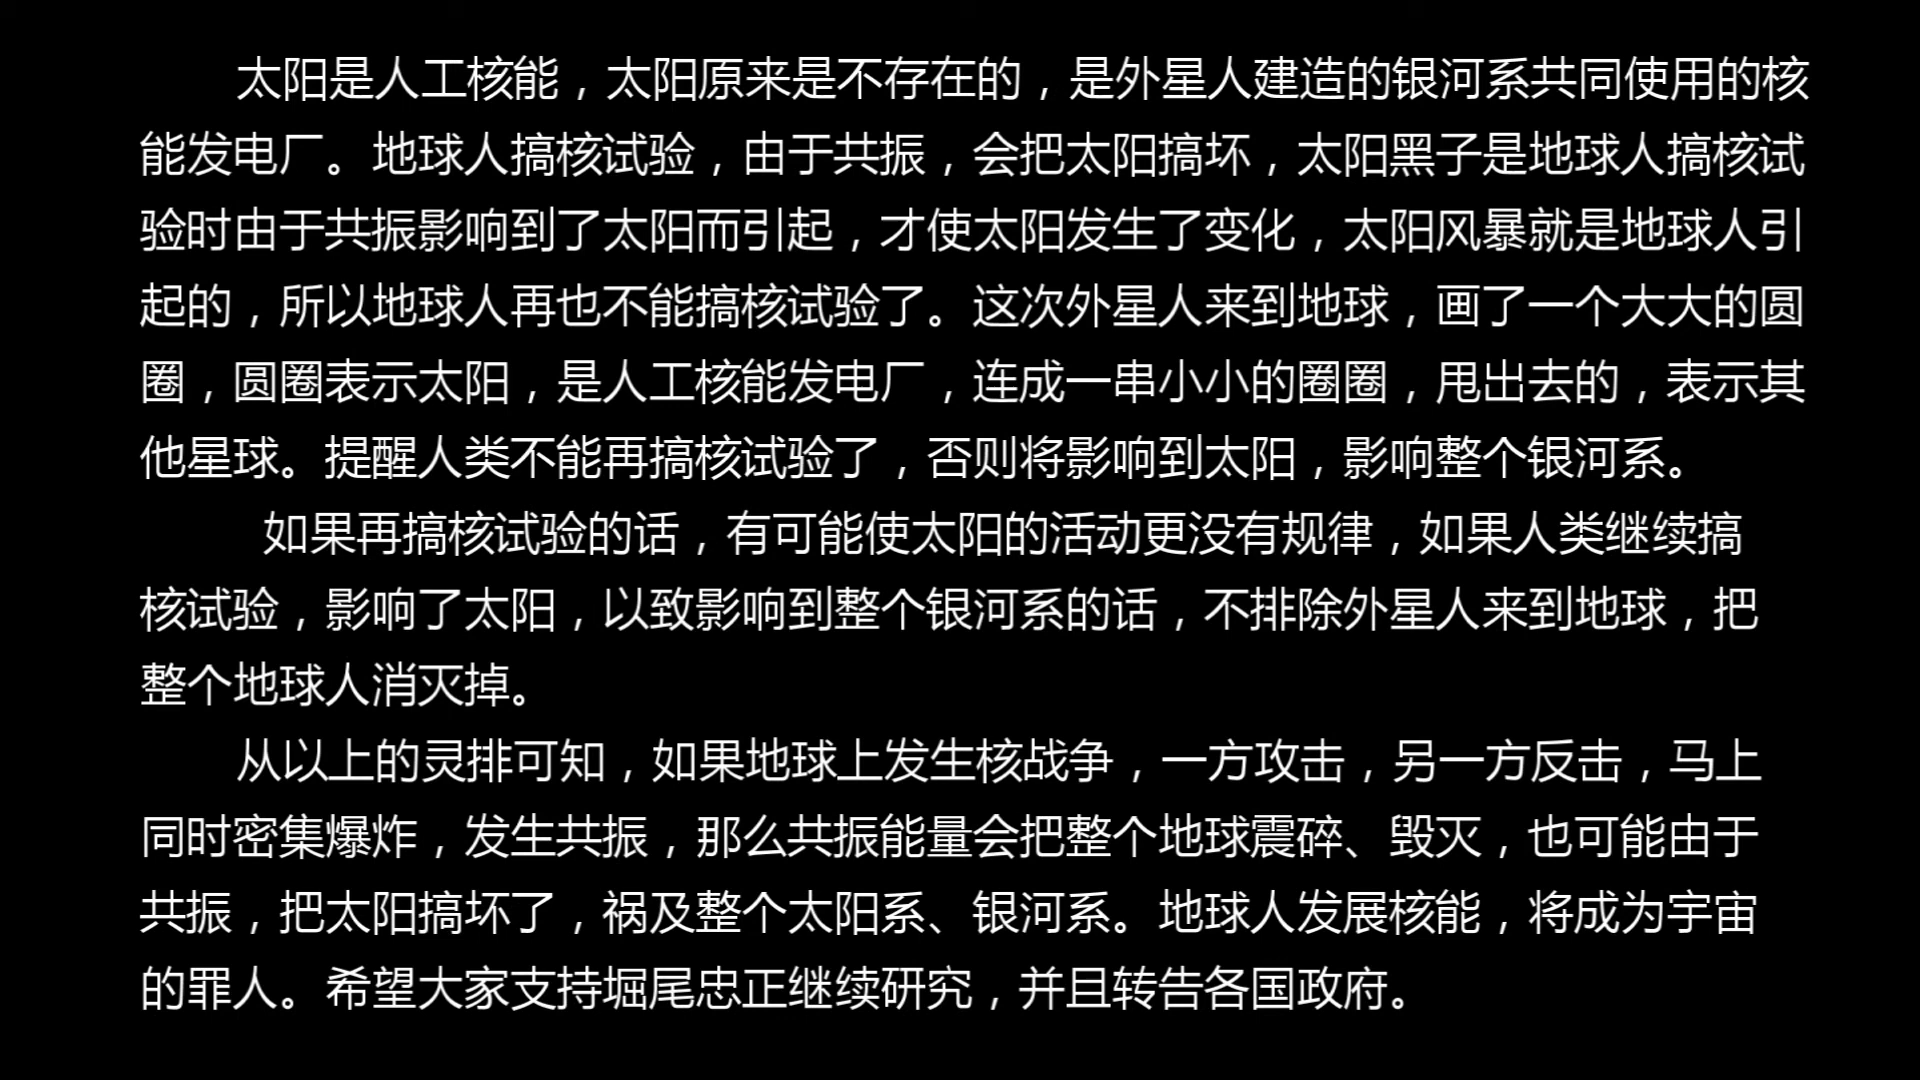 太阳是人工核能，太阳原来是不存在的，是外星人建造的银河系共同使用的核
能发电厂。地球人搞核试验，由于共振，会把太阳搞坏，太阳黑子是地球人搞核试
验时由于共振影响到了太阳而引起，才使太阳发生了变化，太阳风暴就是地球人引
起的，所以地球人再也不能搞核试验了。这次外星人来到地球，画了一个大大的圆
圈，圆圈表示太阳，是人工核能发电厂，连成一串小小的圈圈，甩出去的，表示其
他星球。提醒人类不能再搞核试验了，否则将影响到太阳，影响整个银河系。
如果再搞核试验的话，有可能使太阳的活动更没有规律，如果人类继续搞
核试验，影响了太阳，以致影响到整个银河系的话，不排除外星人来到地球，把
整个地球人消灭掉。
从以上的灵排可知，如果地球上发生核战争，一方攻击，另一方反击，马上
同时密集爆炸，发生共振，那么共振能量会把整个地球震碎、毁灭，也可能由于
共振，把太阳搞坏了，祸及整个太阳系、银河系。地球人发展核能，将成为宇宙
的罪人。希望大家支持堀尾忠正继续研究，并且转告各国政府。